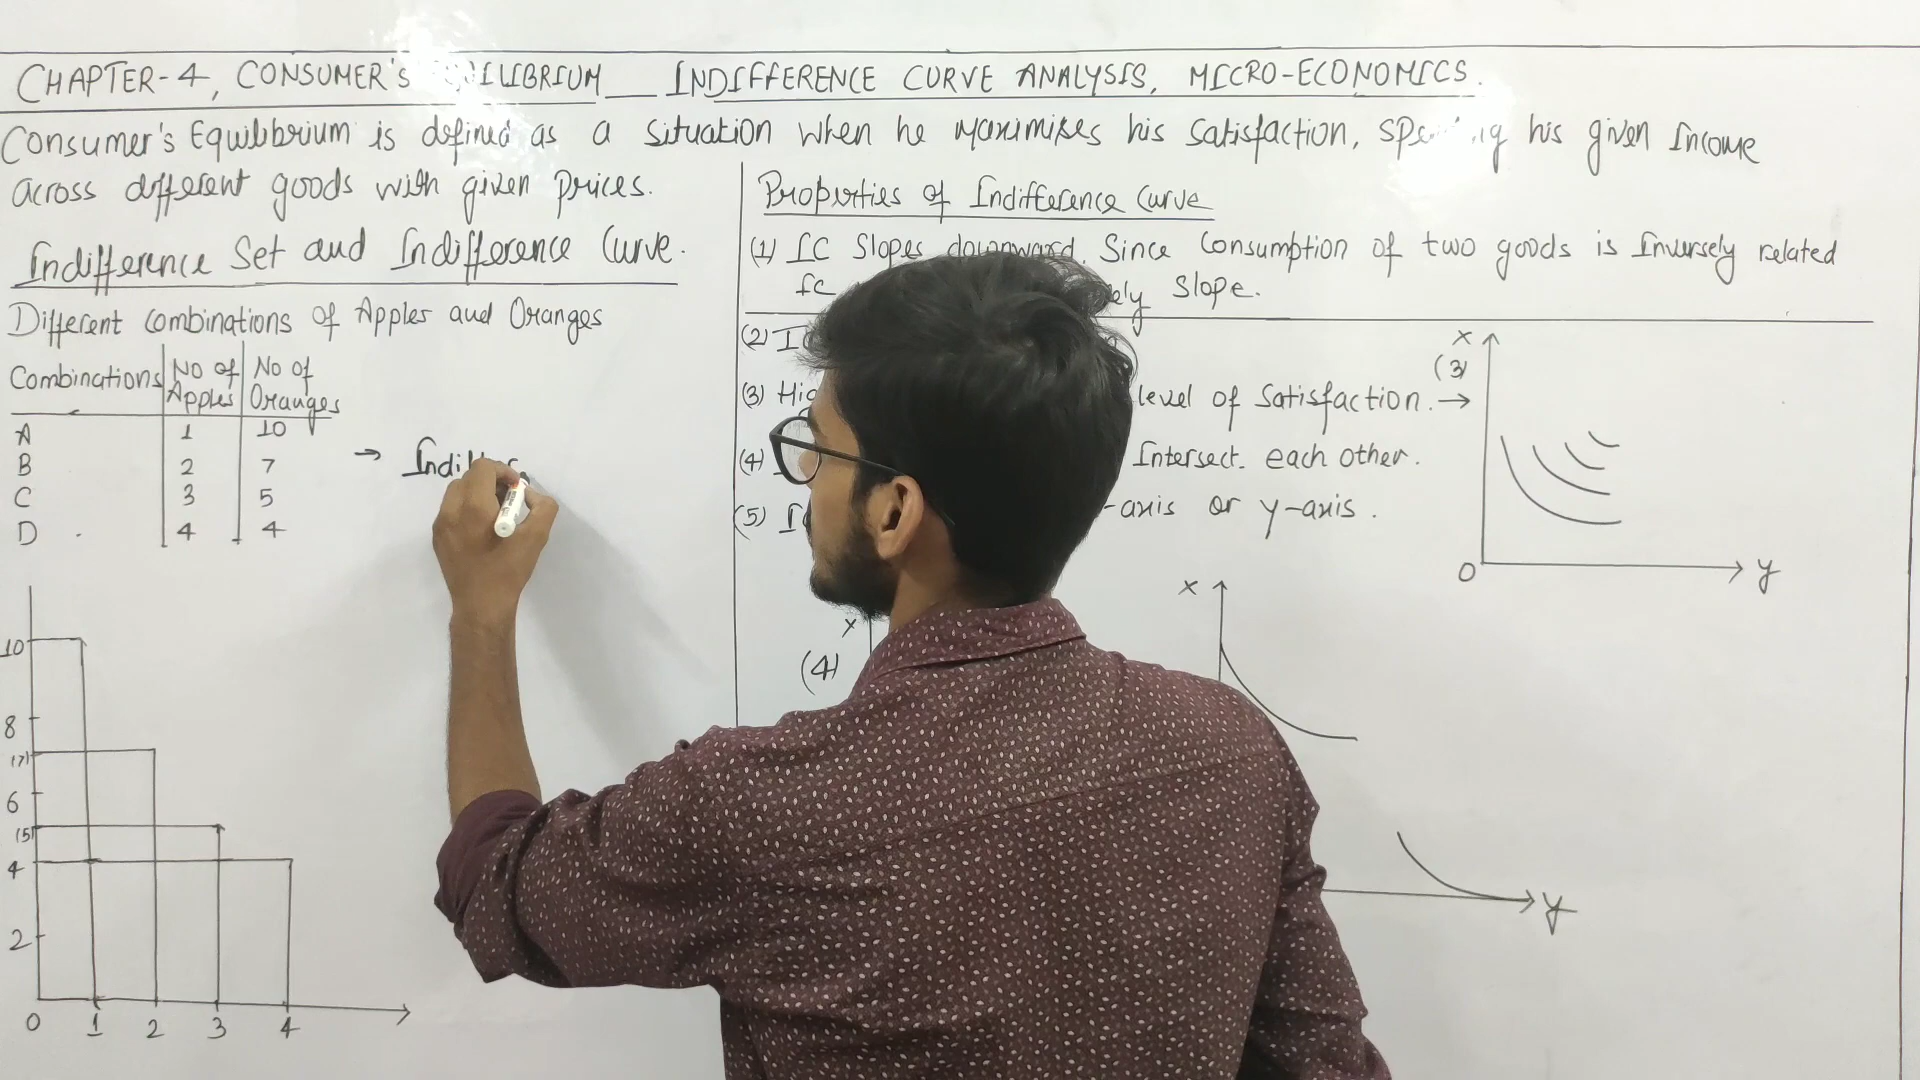 CHAPTER-4, CONSUMER'S EQUILIBRIUM __ INDIFFERENCE CURVE ANALYSIS, MICRO-ECONOMICS.
Consumer's Equilibrium is defined as a situation when he maximises his satisfaction, spending his given Income
across different goods with given prices.
Indifference Set and Indifference Curve.
Different Combinations of Apples and Oranges
Combinations No of Apples No of Oranges
A 1 10
B 2 7
C 3 5
D 4 4
→ Indiffer
10
8
(7)
6
(5)
4
2
0 1 2 3 4
Properties of Indifference Curve
(1) IC Slopes downward. Since Consumption of two goods is Inversely related
IC slope.
(2)
(3) level of Satisfaction. →
(4) Intersect. each other.
(5) -axis or y-axis.
X
(3)
O y
X
(4)
X
y